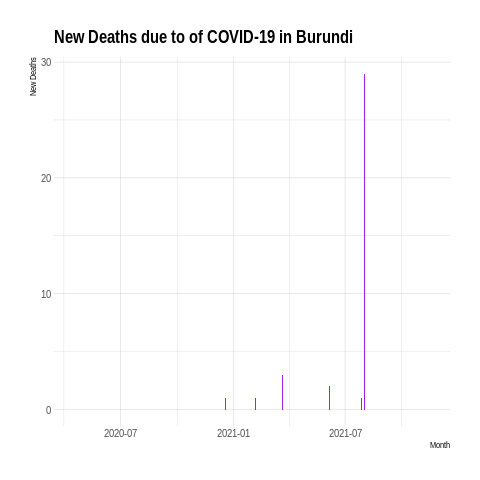 New Deaths due to of COVID-19 in Burundi
New Deaths
30
20
10
0
2020-07
2021-01
2021-07
Month